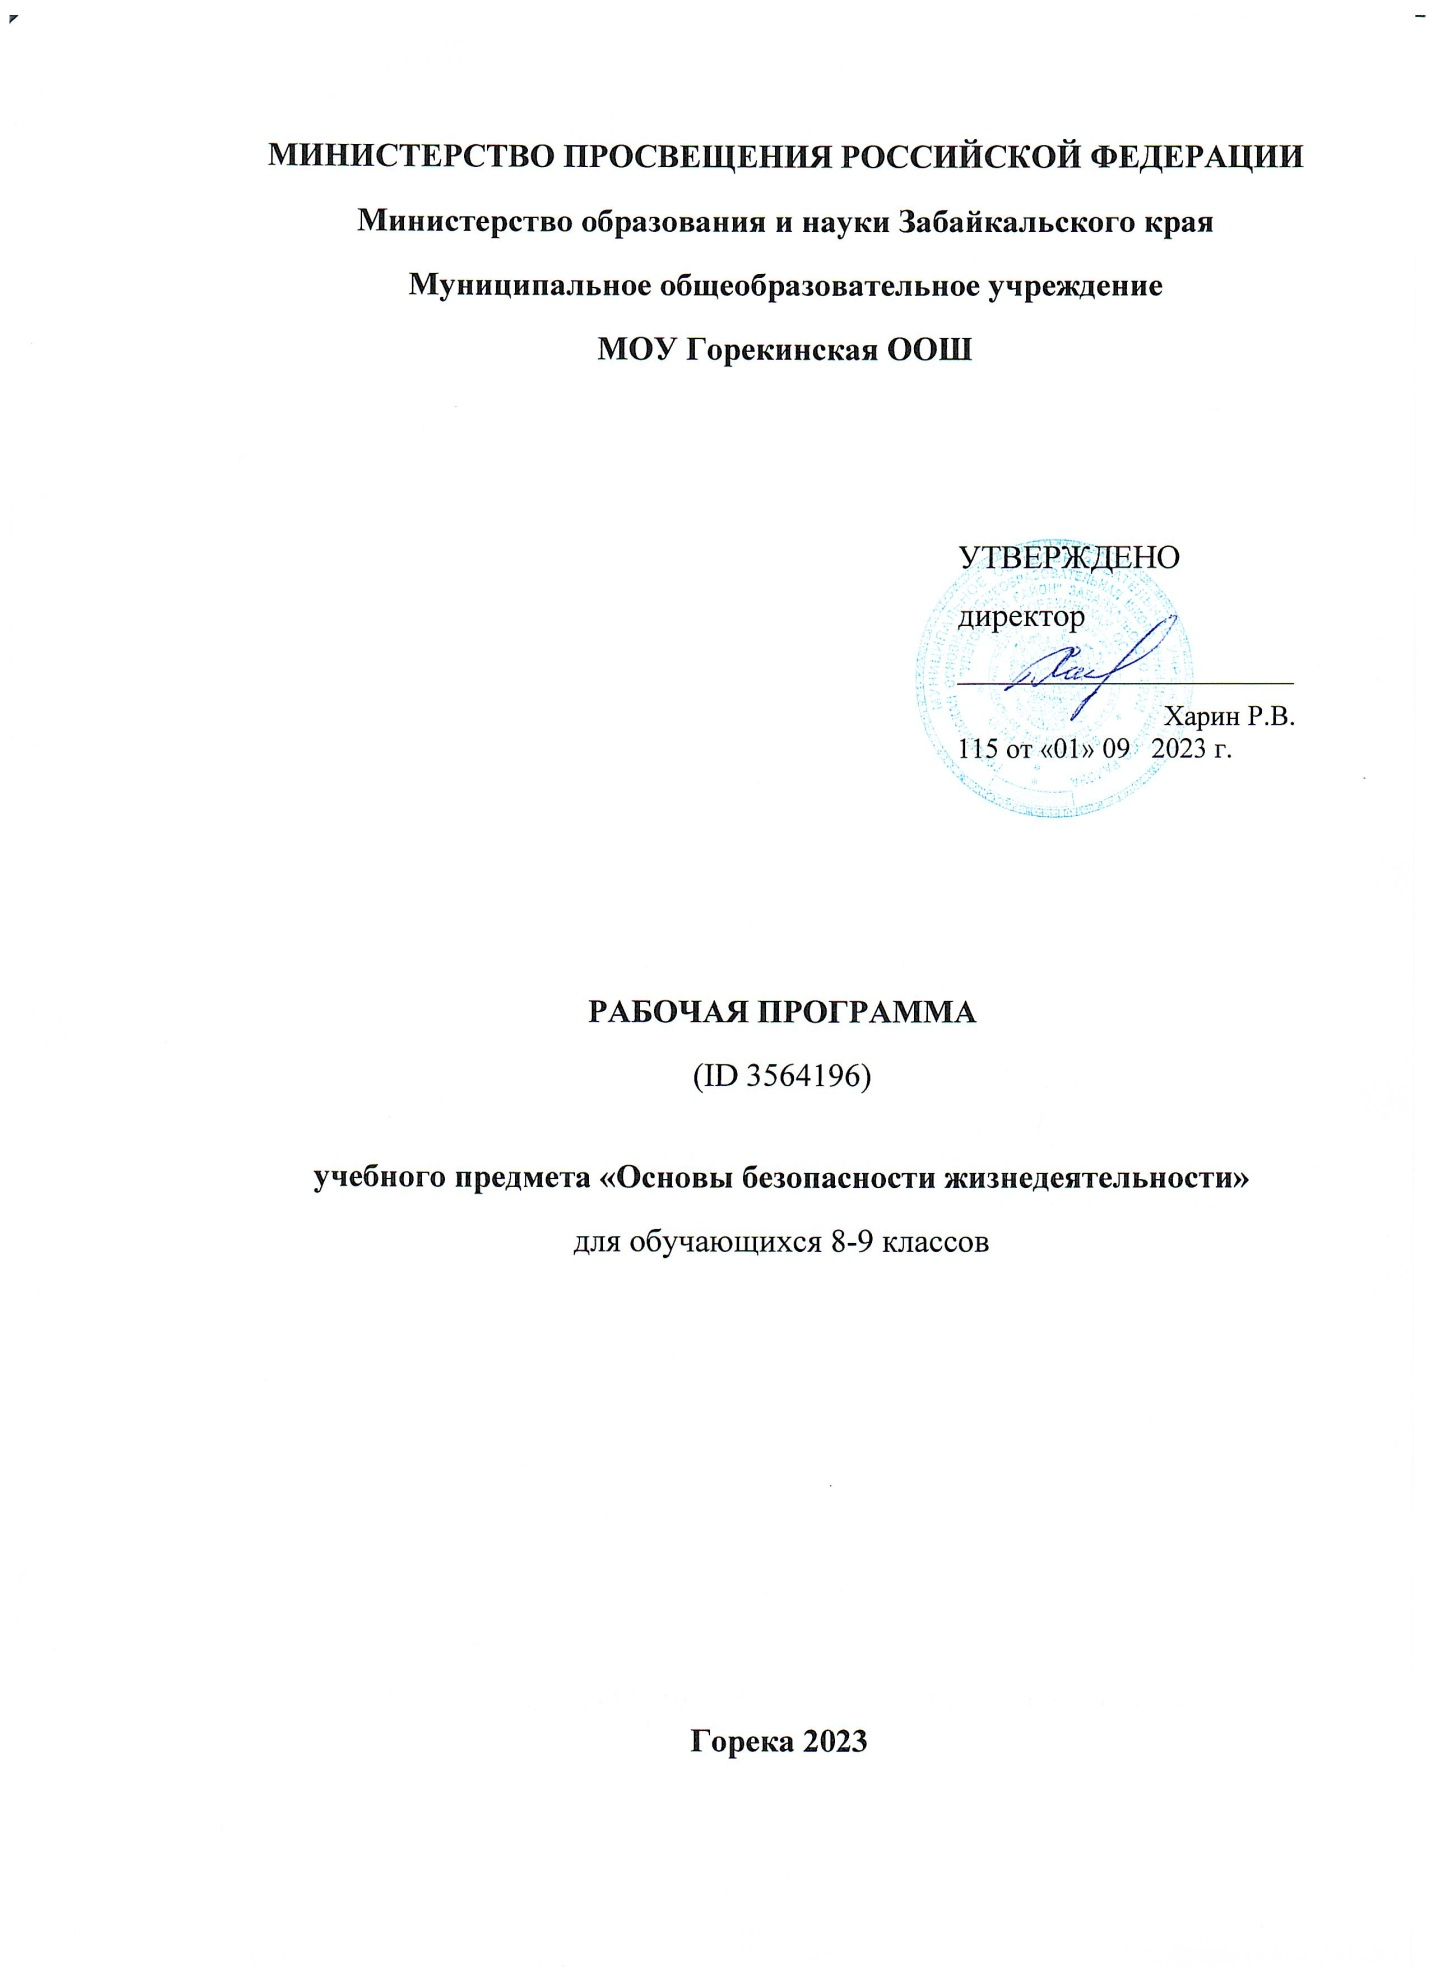 МИНИСТЕРСТВО ПРОСВЕЩЕНИЯ РОССИЙСКОЙ ФЕДЕРАЦИИ
Министерство образования и науки Забайкальского края
Муниципальное общеобразовательное учреждение
МОУ Горекинская ООШ
УТВЕРЖДЕНО
директор
Харин Р.В.
115 от «01» 09 2023 г.
РАБОЧАЯ ПРОГРАММА
(ID 3564196)
учебного предмета «Основы безопасности жизнедеятельности»
для обучающихся 8-9 классов
Горека 2023